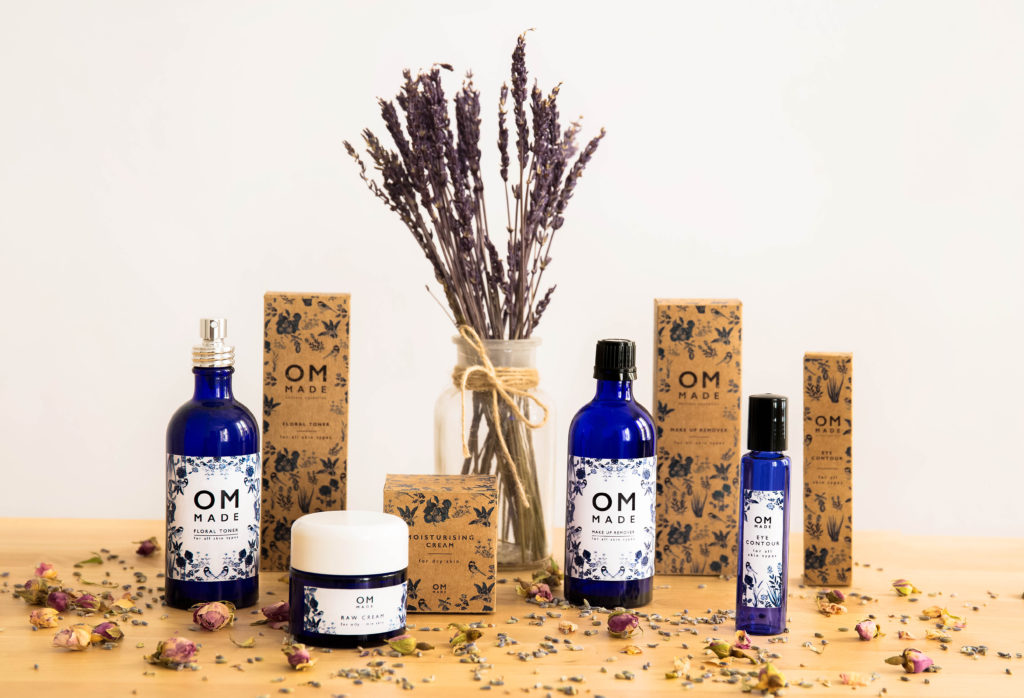 OM
MADE
FLORAL TONER
for all skin types
OM
MADE
FLORAL TONER
for all skin types
OM
MADE
RAW CREAM
MOISTURISING
CREAM
for dry skin
OM
MADE
OM
MADE
MAKE UP REMOVER
for all skin types
OM
MADE
MAKE UP REMOVER
for all skin types
OM
MADE
EYE
CONTOUR
for all
skin types
OM
MADE
EYE
CONTOUR
for all
skin types